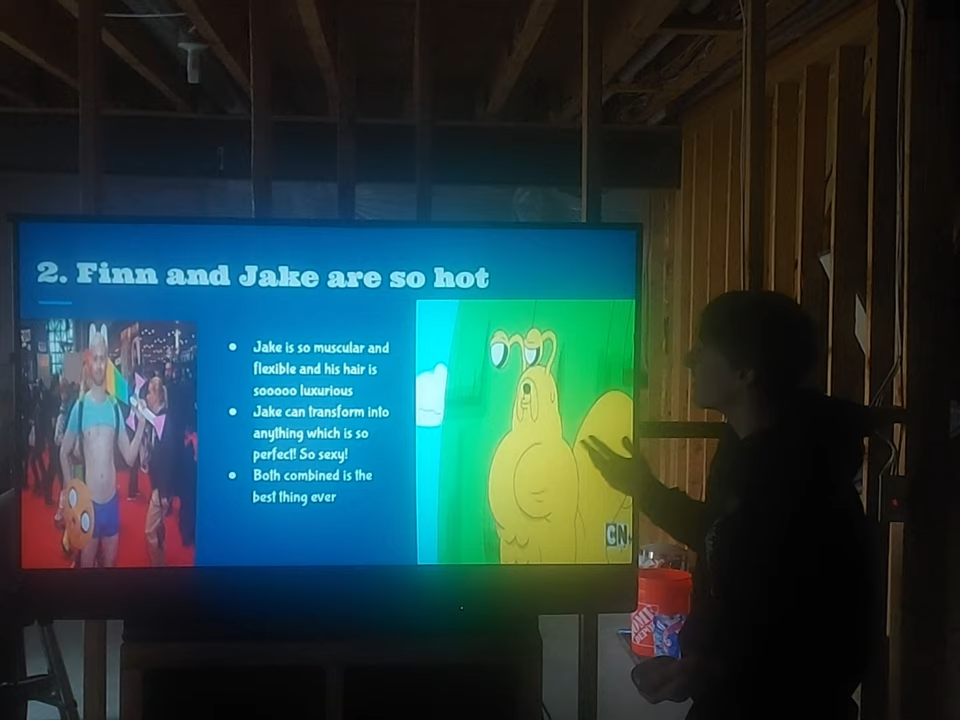 2. Finn and Jake are so hot
Jake is so muscular and
flexible and his hair is
sooooo luxurious
Jake can transform into
anything which is so
perfect! So sexy!
Both combined is the
best thing ever
CN
HOME
DEPOT